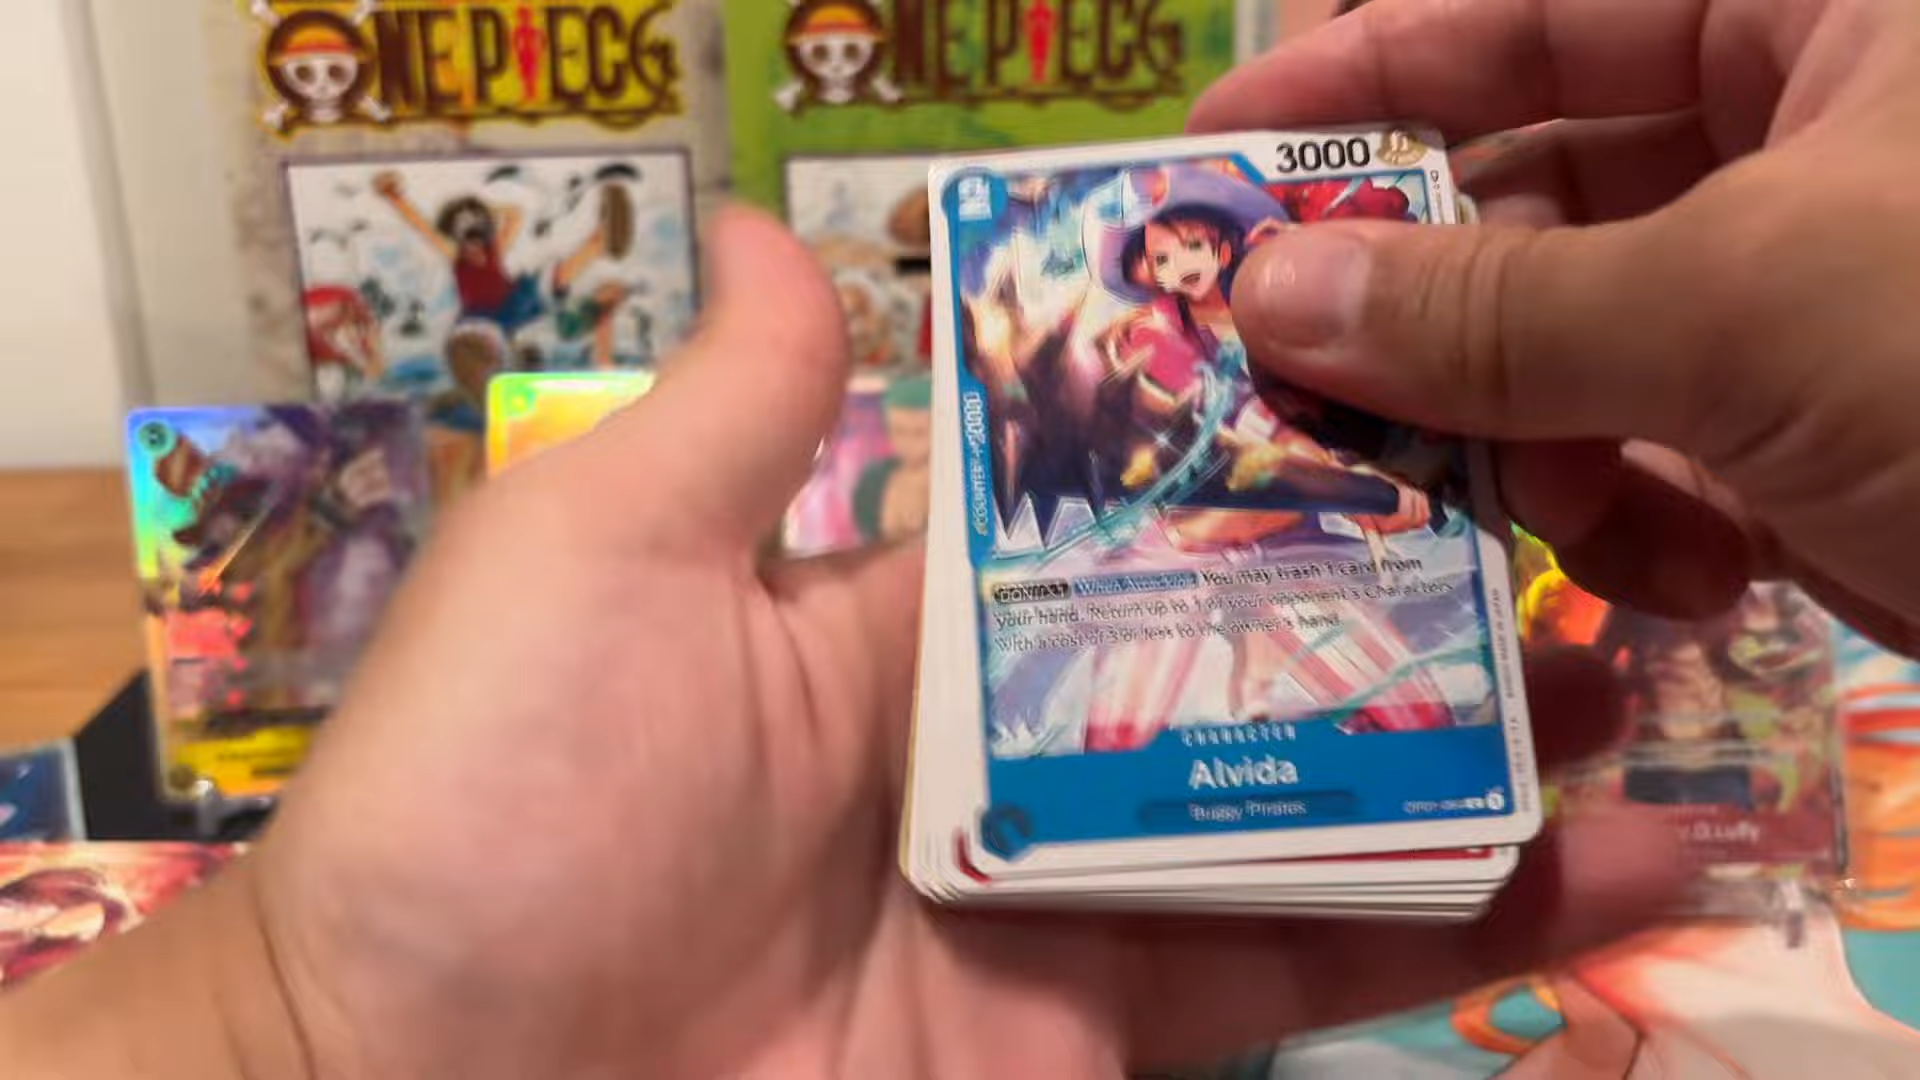 ONE PIECE
ONE PIECE
3000
COUNTER +2000
DON!!×1 When Attacking You may trash 1 card from
your hand: Return up to 1 of your opponent's Characters
with a cost of 3 or less to the owner's hand.
CHARACTER
Alvida
Buggy Pirates
D.Luffy